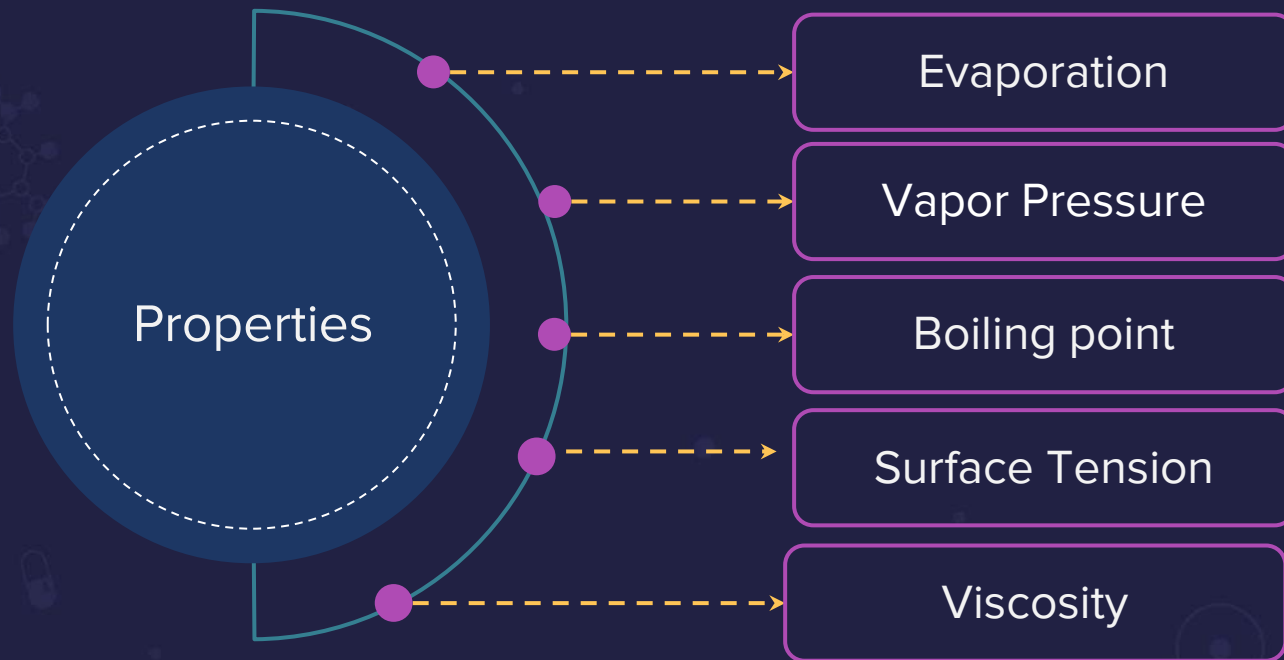 Properties
Evaporation
Vapor Pressure
Boiling point
Surface Tension
Viscosity